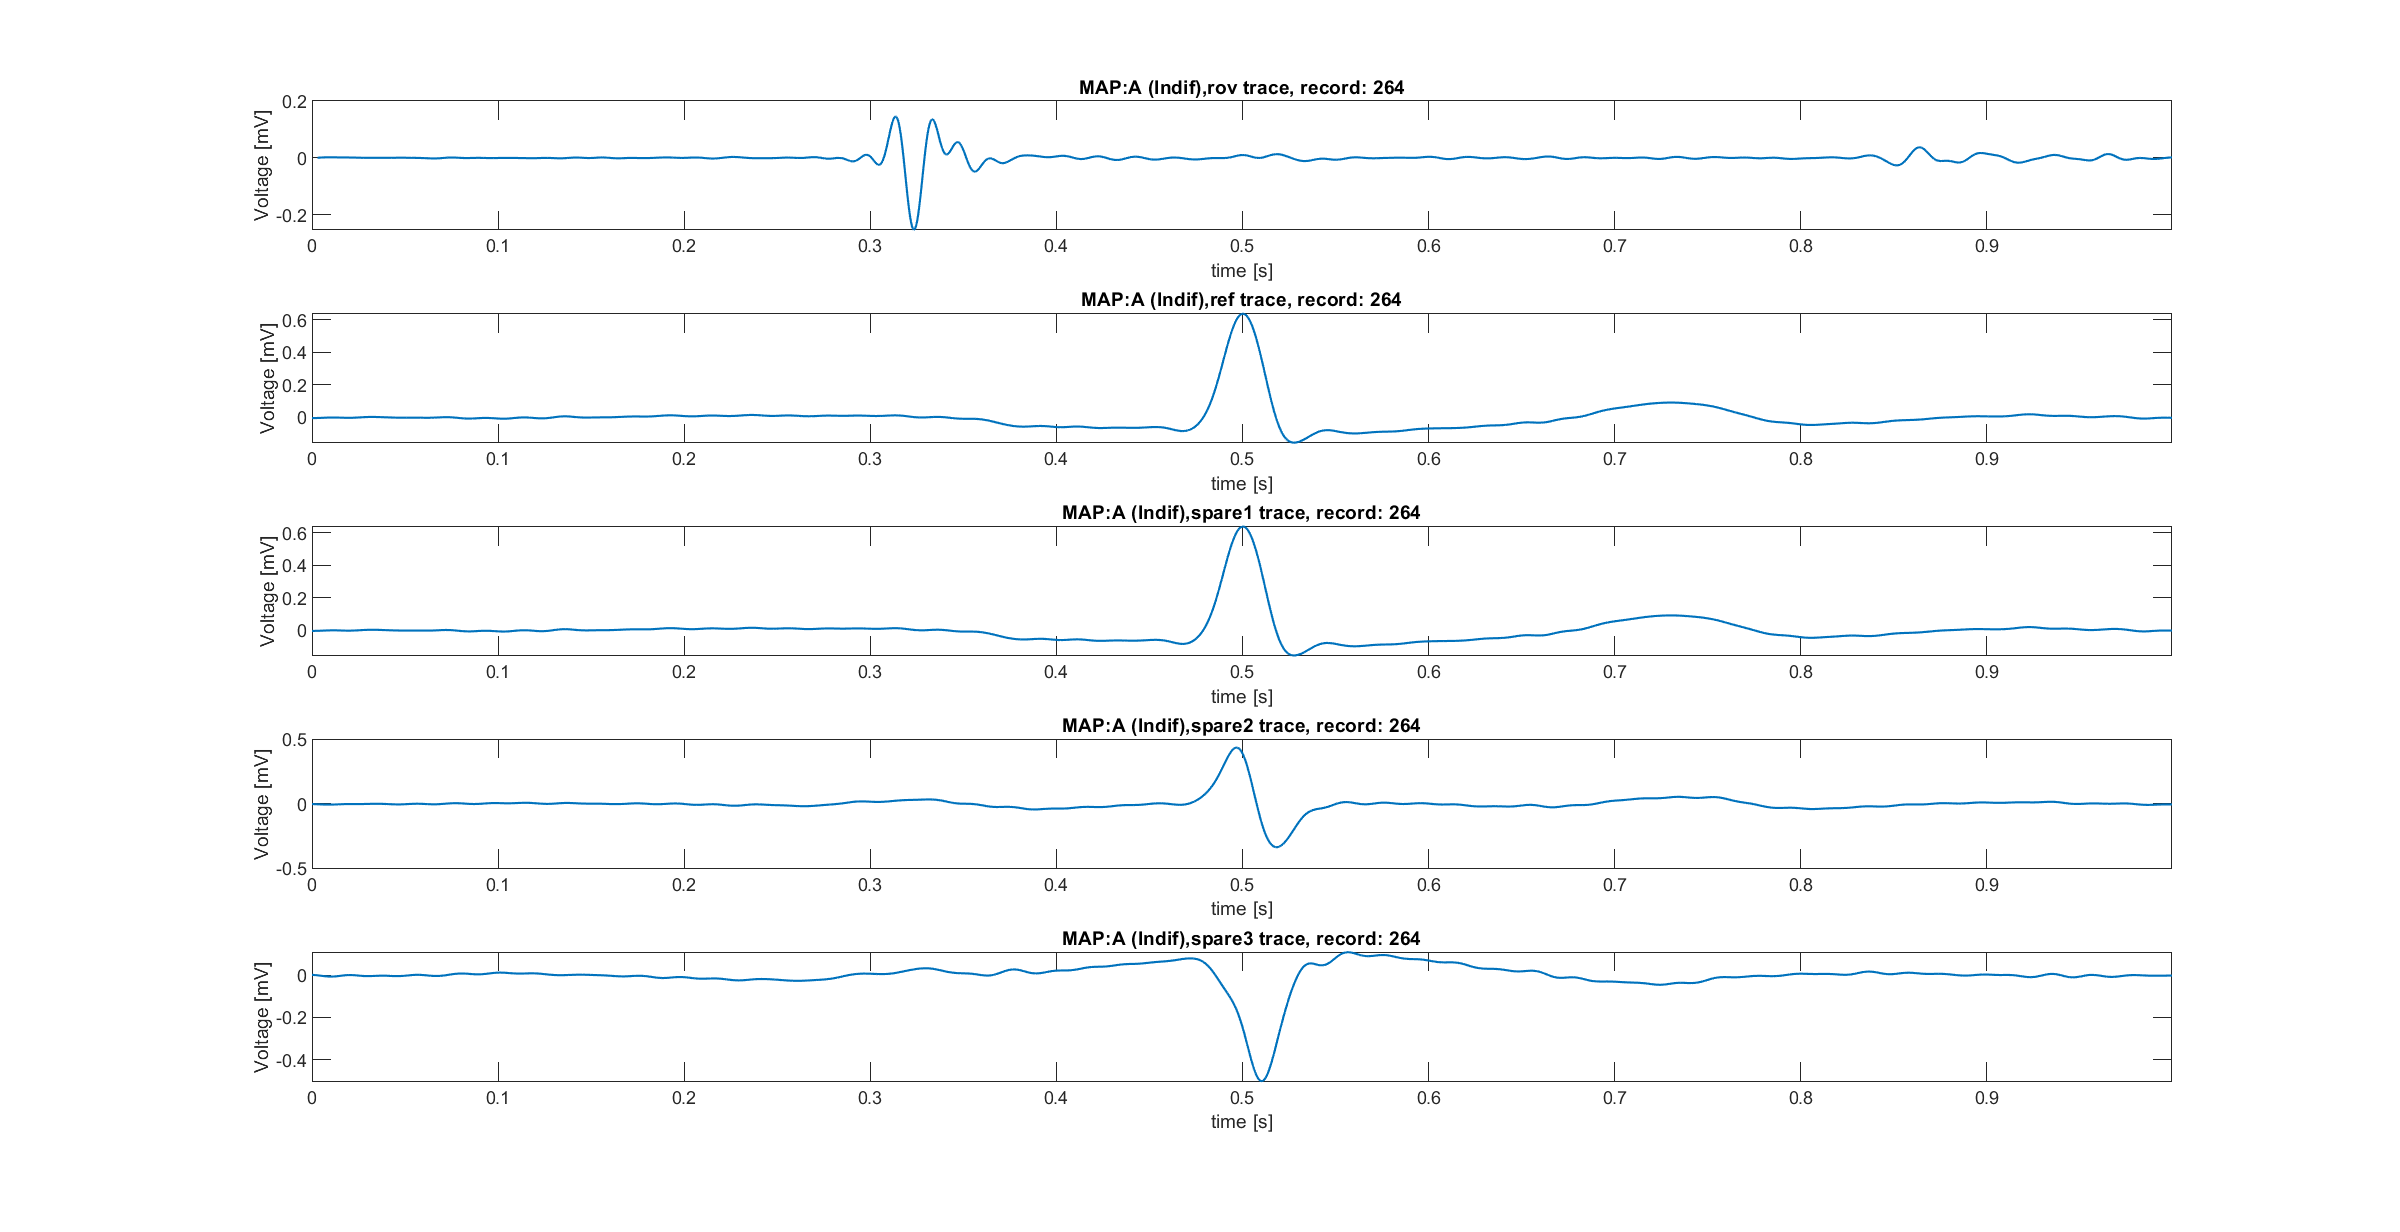 MAP:A (Indif),rov trace, record: 264
Voltage [mV]
0.2
0
-0.2
0 0.1 0.2 0.3 0.4 0.5 0.6 0.7 0.8 0.9
time [s]
MAP:A (Indif),ref trace, record: 264
Voltage [mV]
0.6
0.4
0.2
0
0 0.1 0.2 0.3 0.4 0.5 0.6 0.7 0.8 0.9
time [s]
MAP:A (Indif),spare1 trace, record: 264
Voltage [mV]
0.6
0.4
0.2
0
0 0.1 0.2 0.3 0.4 0.5 0.6 0.7 0.8 0.9
time [s]
MAP:A (Indif),spare2 trace, record: 264
Voltage [mV]
0.5
0
-0.5
0 0.1 0.2 0.3 0.4 0.5 0.6 0.7 0.8 0.9
time [s]
MAP:A (Indif),spare3 trace, record: 264
Voltage [mV]
0
-0.2
-0.4
0 0.1 0.2 0.3 0.4 0.5 0.6 0.7 0.8 0.9
time [s]